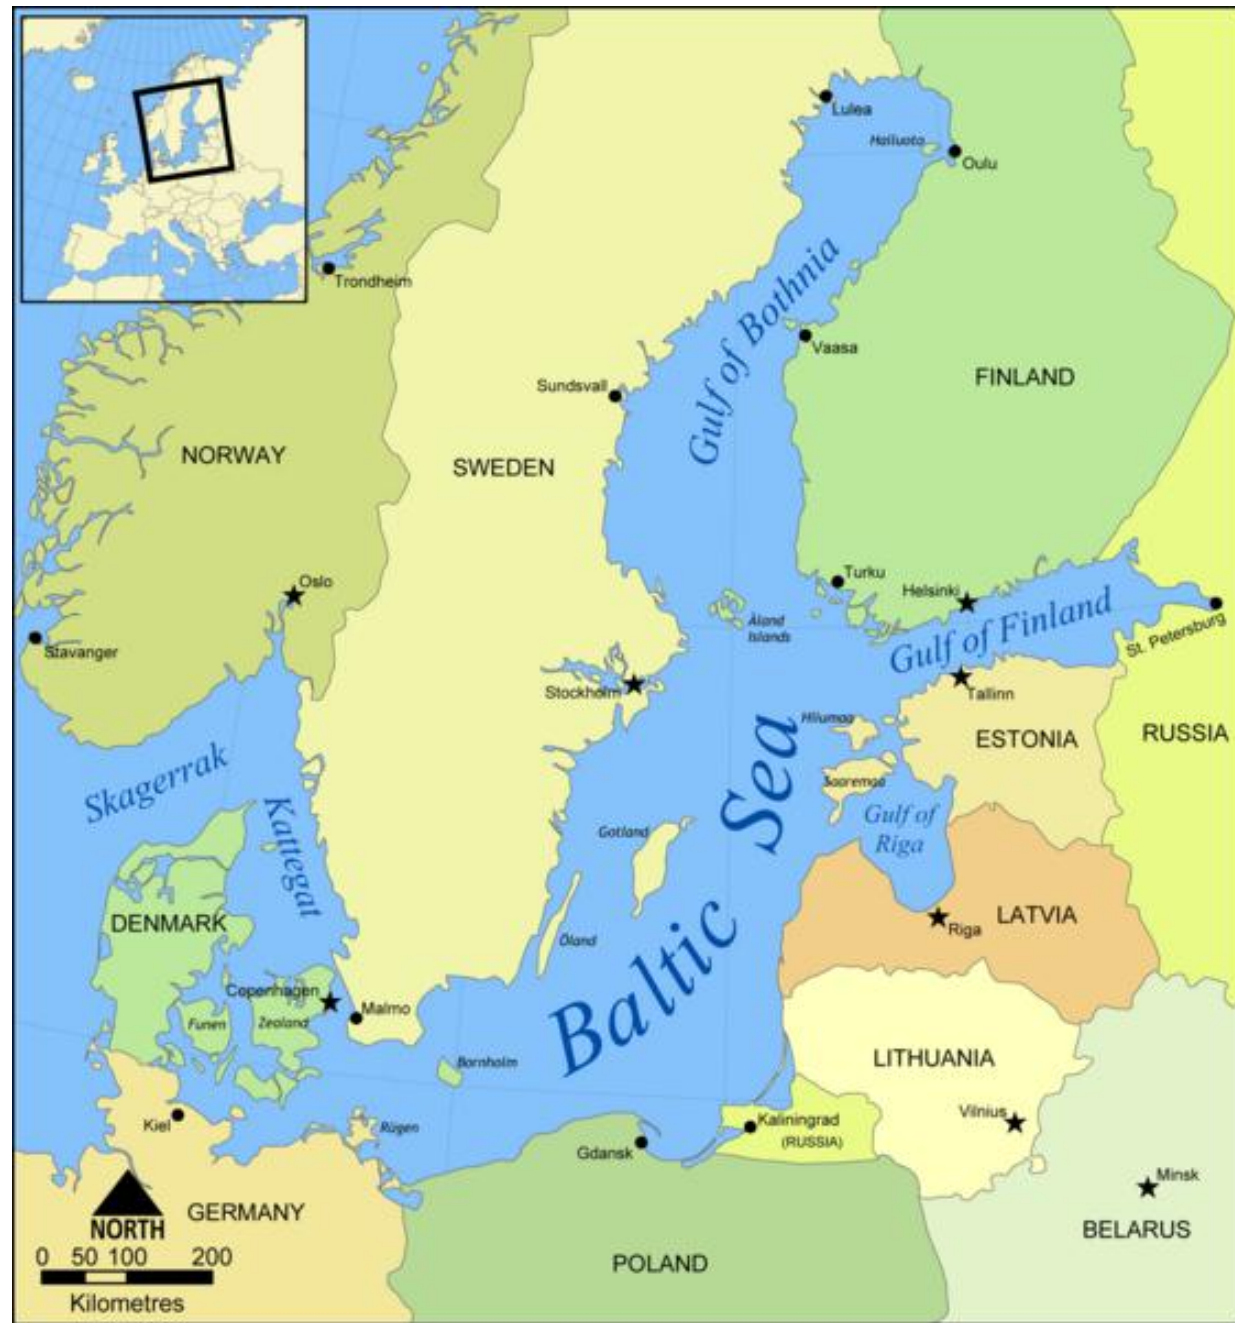 Lulea
Hailuoto
Oulu
Trondheim
Gulf of Bothnia
Vaasa
FINLAND
Sundsvall
NORWAY
SWEDEN
Turku
Oslo
Helsinki
Åland
Islands
Gulf of Finland
St. Petersburg
Stavanger
Stockholm
Tallinn
Hiiumaa
ESTONIA
RUSSIA
Skagerrak
Kattegat
Saaremaa
Gulf of
Riga
Gotland
Baltic Sea
DENMARK
LATVIA
Riga
Öland
Copenhagen
Malmo
Funen
Zealand
Bornholm
LITHUANIA
Vilnius
Kiel
Rügen
Gdansk
Kaliningrad
(RUSSIA)
Minsk
BELARUS
GERMANY
POLAND
NORTH
0 50 100 200
Kilometres